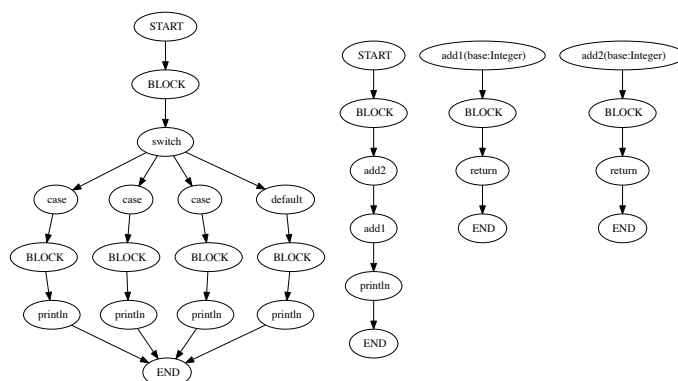 START
BLOCK
switch
case case case default
BLOCK BLOCK BLOCK BLOCK
println println println println
END
START
BLOCK
add2
add1
println
END
add1(base:Integer)
BLOCK
return
END
add2(base:Integer)
BLOCK
return
END